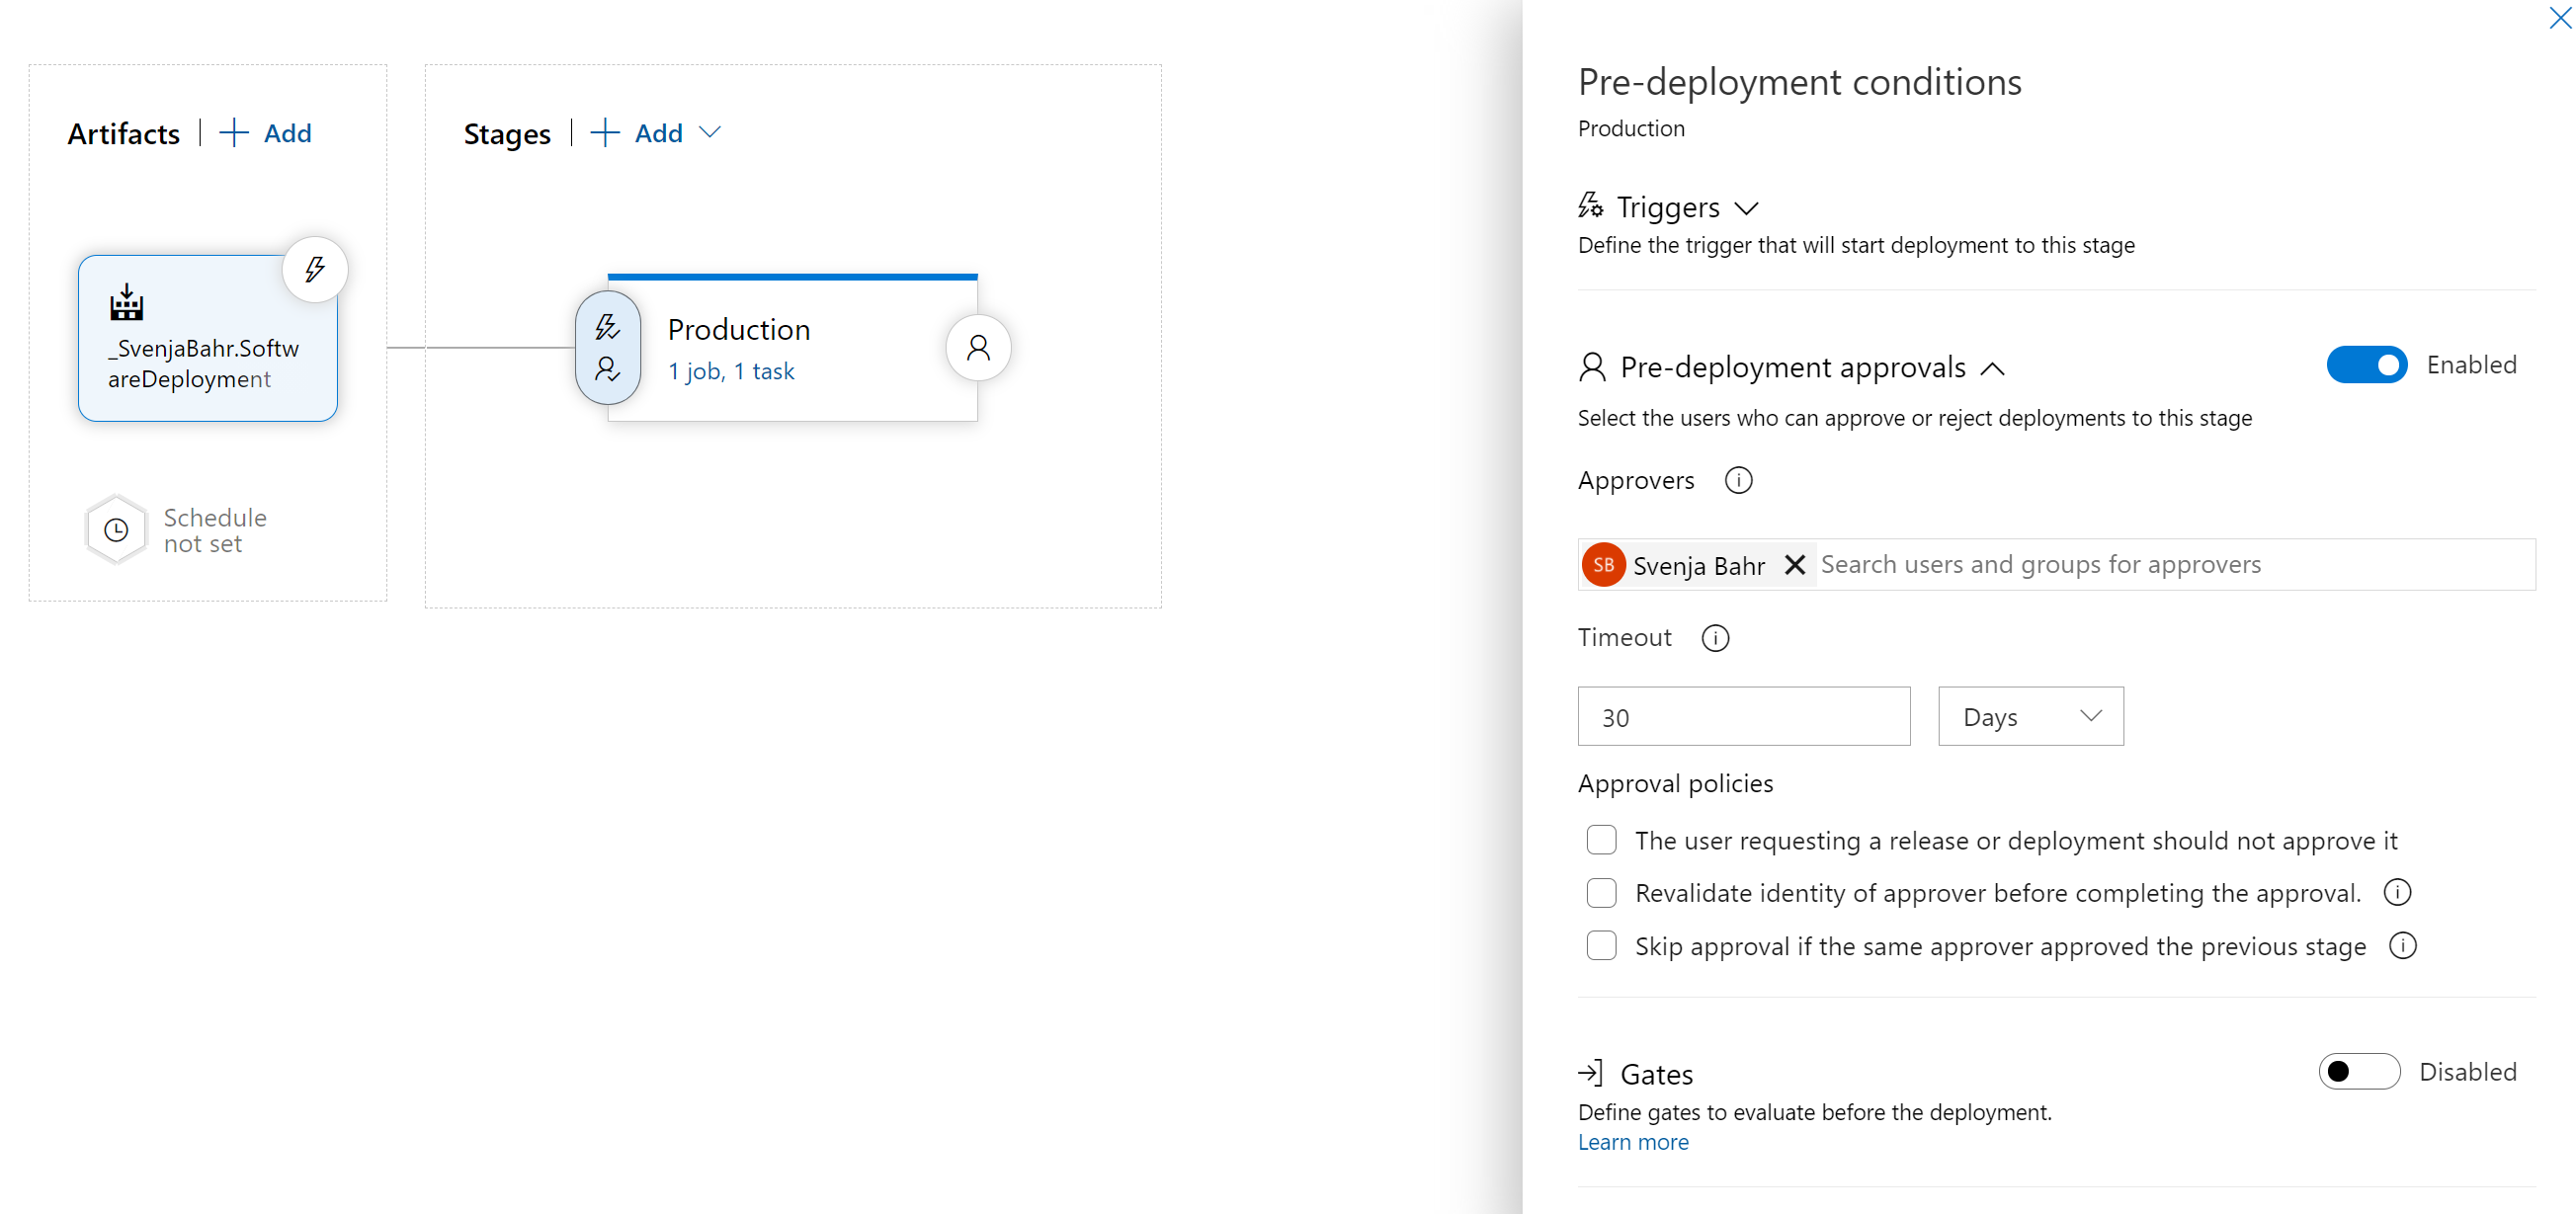 Artifacts | + Add
_SvenjaBahr.Softw
areDeployment
Schedule
not set
Stages | + Add
Production
1 job, 1 task
Pre-deployment conditions
Production
Triggers
Define the trigger that will start deployment to this stage
Pre-deployment approvals
Enabled
Select the users who can approve or reject deployments to this stage
Approvers
SB Svenja Bahr Search users and groups for approvers
Timeout
30
Days
Approval policies
The user requesting a release or deployment should not approve it
Revalidate identity of approver before completing the approval.
Skip approval if the same approver approved the previous stage
Gates
Disabled
Define gates to evaluate before the deployment.
Learn more